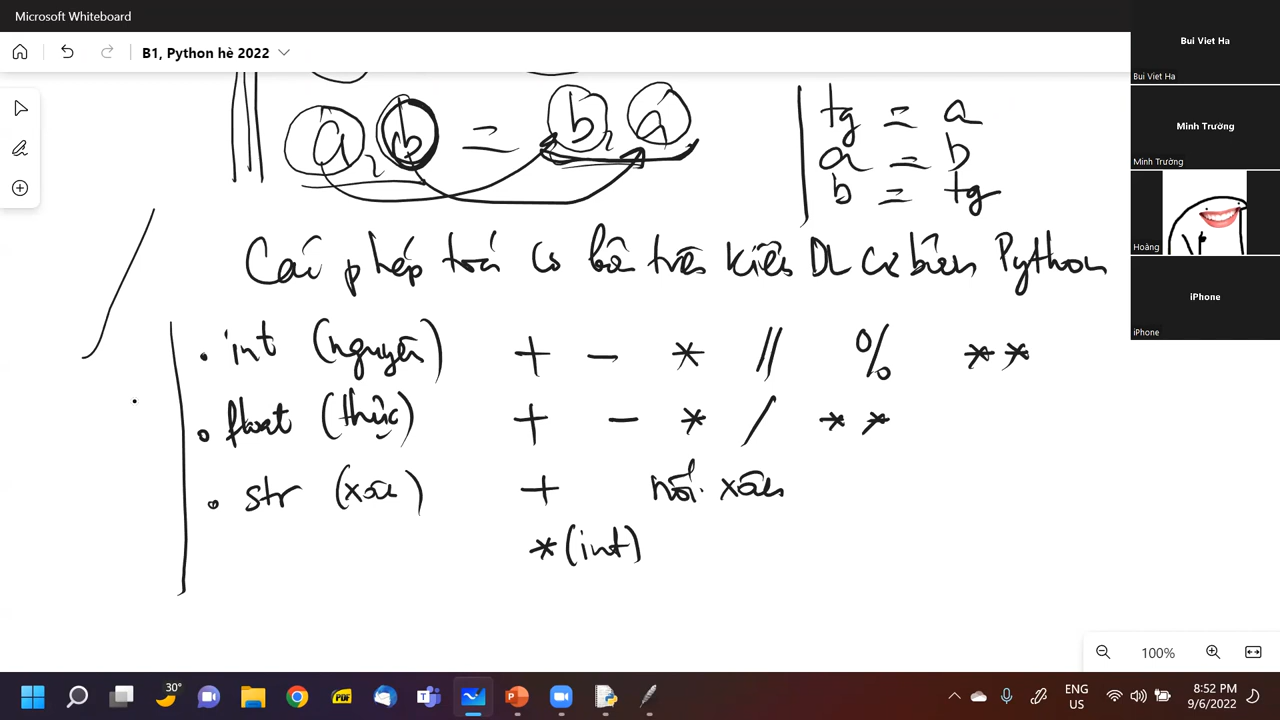 Microsoft Whiteboard
B1, Python hè 2022
a, b = b, a
tg = a
a = b
b = tg
Các phép toán cơ bản trên kiểu DL cơ bản Python
• int (nguyên) + - * // % **
• float (thực) + - * / **
• str (xâu) + nối xâu
*(int)
Bui Viet Ha
Bui Viet Ha
Minh Trường
Minh Trường
Hoàng
iPhone
iPhone
100%
30°
PDF
ENG
US
8:52 PM
9/6/2022